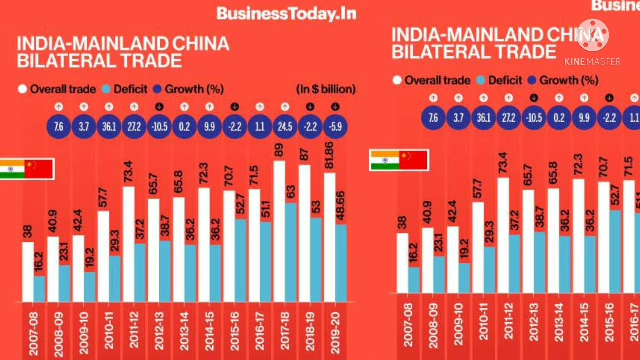 BusinessToday.In
INDIA-MAINLAND CHINA
BILATERAL TRADE
Overall trade Deficit Growth (%) (In $ billion)
7.6 3.7 36.1 27.2 -10.5 0.2 9.9 -2.2 1.1 24.5 -2.2 -5.9
38 16.2 40.9 23.1 42.4 19.2 57.7 29.3 73.4 37.2 65.7 38.7 65.8 36.2 72.3 36.2 70.7 52.7 71.5 51.1 89 63 87 53 81.86 48.66
2007-08 2008-09 2009-10 2010-11 2011-12 2012-13 2013-14 2014-15 2015-16 2016-17 2017-18 2018-19 2019-20
Busine
KINEMASTER
INDIA-MAINLAND CHINA
BILATERAL TRADE
Overall trade Deficit Growth (%)
7.6 3.7 36.1 27.2 -10.5 0.2 9.9 -2.2 1.1
38 16.2 40.9 23.1 42.4 19.2 57.7 29.3 73.4 37.2 65.7 38.7 65.8 36.2 72.3 36.2 70.7 52.7 71.5
2007-08 2008-09 2009-10 2010-11 2011-12 2012-13 2013-14 2014-15 2015-16 2016-17